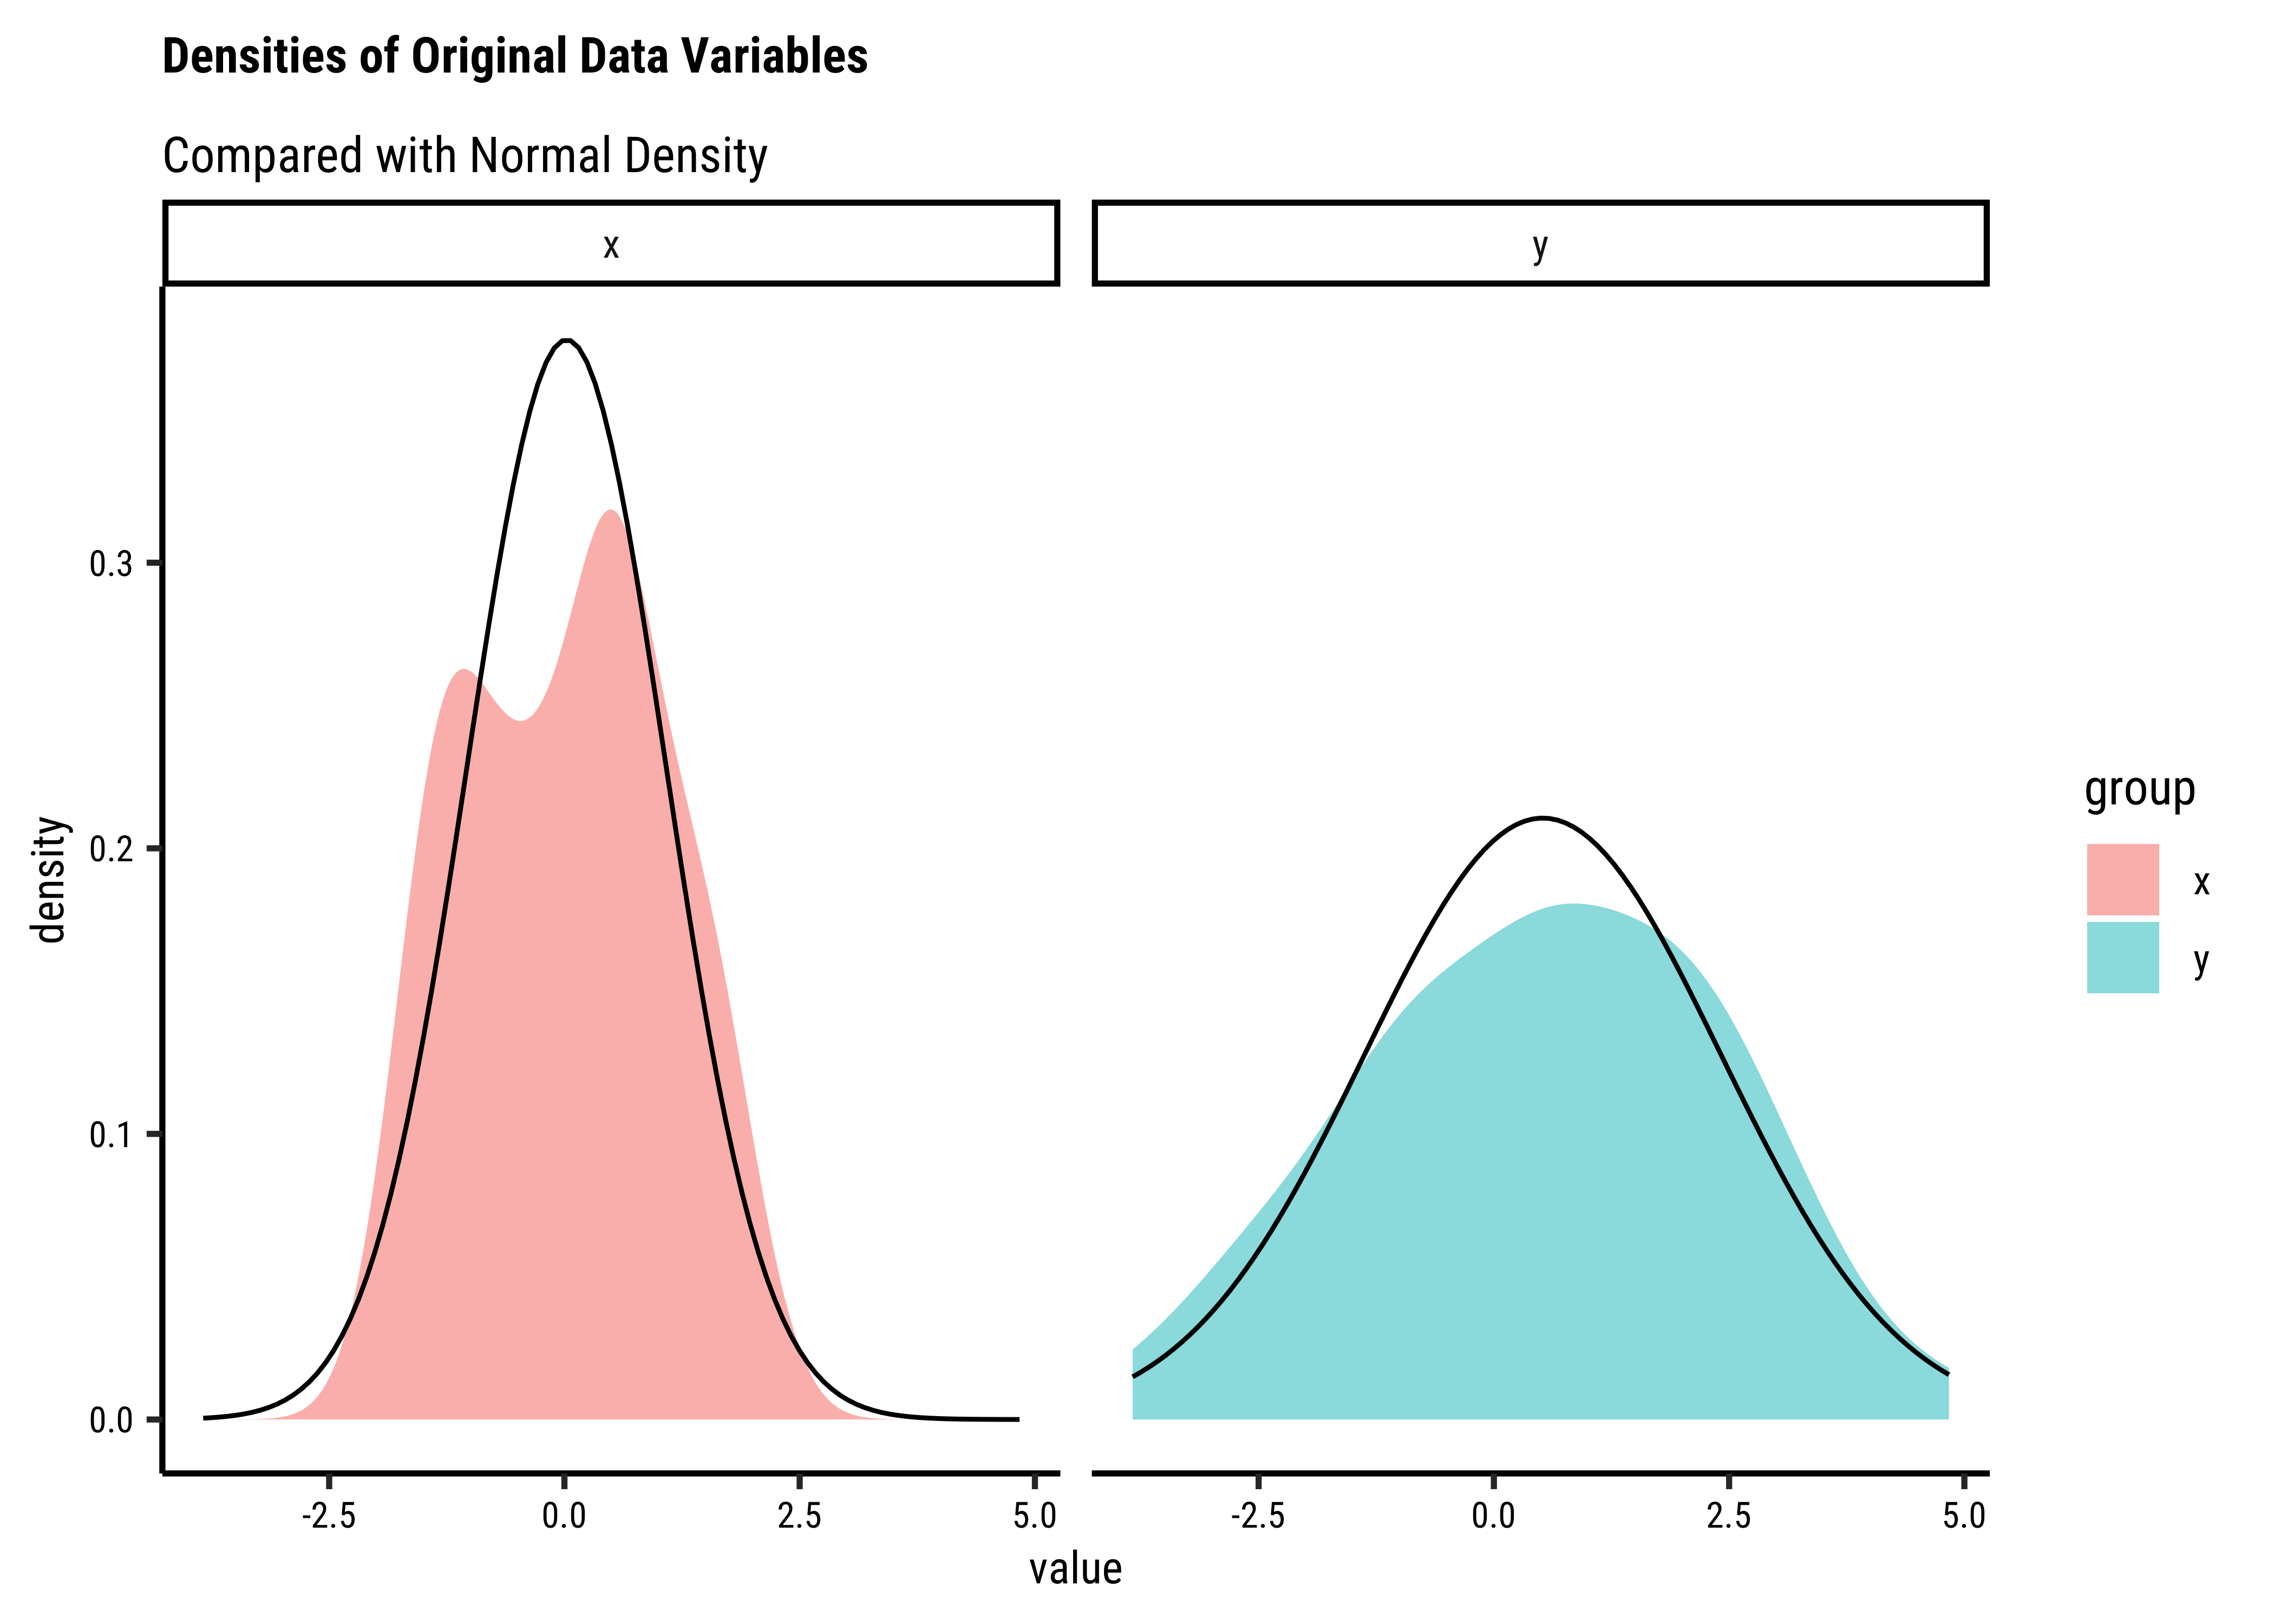 Densities of Original Data Variables
Compared with Normal Density
x
y
density
0.3
0.2
0.1
0.0
-2.5 0.0 2.5 5.0
-2.5 0.0 2.5 5.0
value
group
x
y